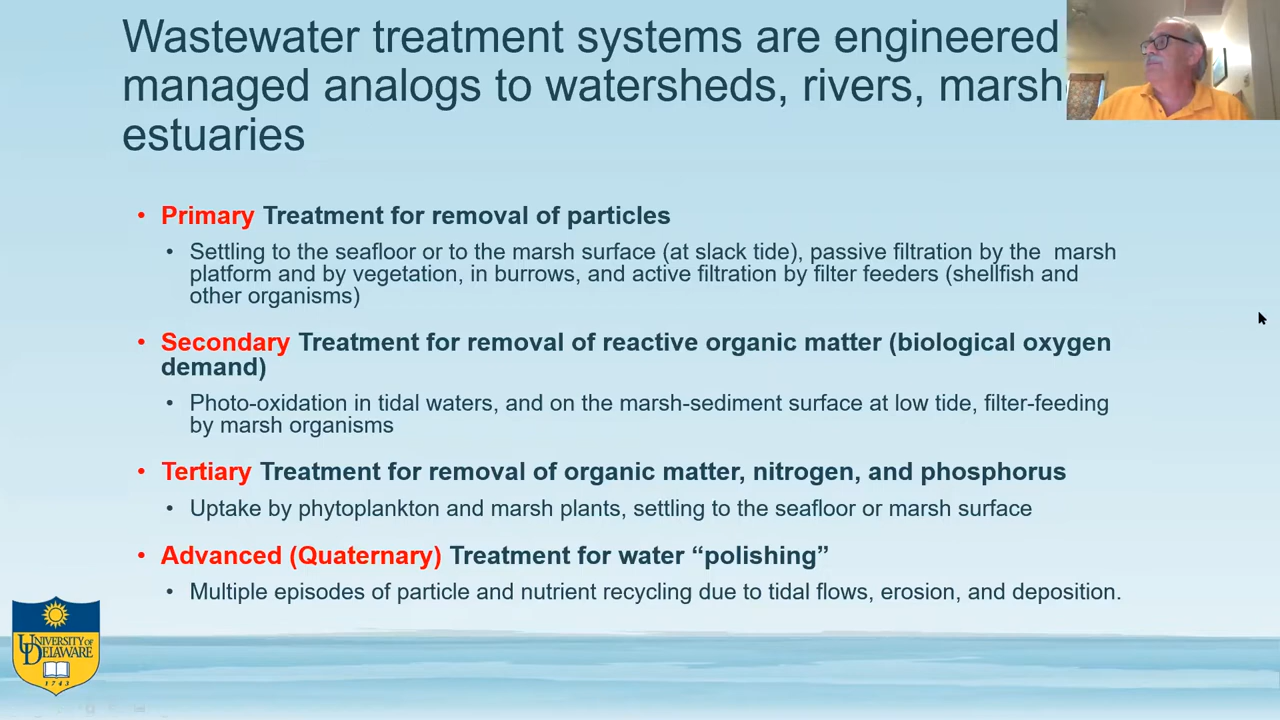 Wastewater treatment systems are engineered
managed analogs to watersheds, rivers, marsh
estuaries
• Primary Treatment for removal of particles
• Settling to the seafloor or to the marsh surface (at slack tide), passive filtration by the marsh
platform and by vegetation, in burrows, and active filtration by filter feeders (shellfish and
other organisms)
• Secondary Treatment for removal of reactive organic matter (biological oxygen
demand)
• Photo-oxidation in tidal waters, and on the marsh-sediment surface at low tide, filter-feeding
by marsh organisms
• Tertiary Treatment for removal of organic matter, nitrogen, and phosphorus
• Uptake by phytoplankton and marsh plants, settling to the seafloor or marsh surface
• Advanced (Quaternary) Treatment for water “polishing”
• Multiple episodes of particle and nutrient recycling due to tidal flows, erosion, and deposition.
UNIVERSITY OF
DELAWARE
1743